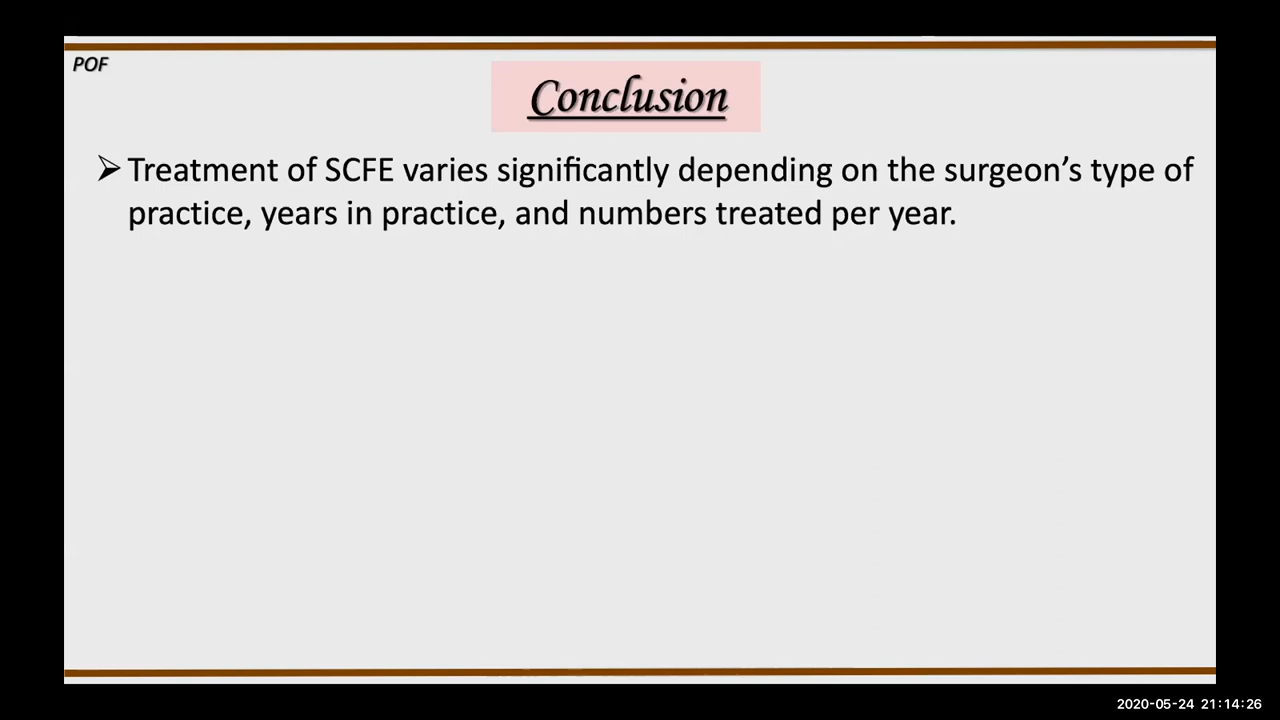 POF
Conclusion
➢ Treatment of SCFE varies significantly depending on the surgeon’s type of
practice, years in practice, and numbers treated per year.
2020-05-24 21:14:26